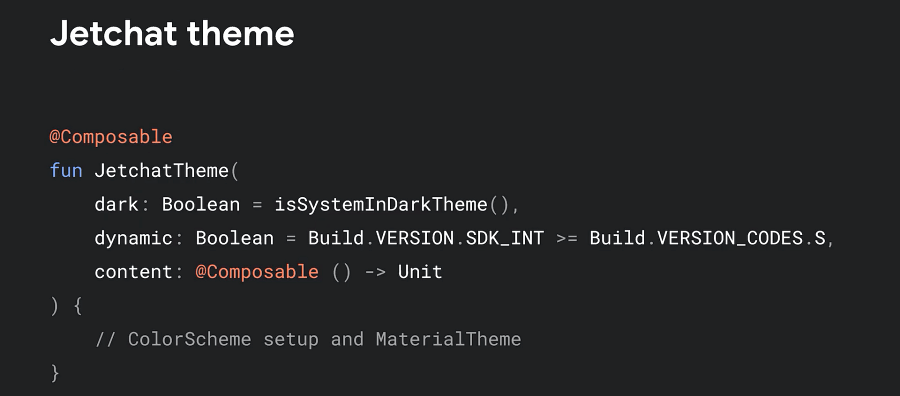 Jetchat theme
@Composable
fun JetchatTheme(
    dark: Boolean = isSystemInDarkTheme(),
    dynamic: Boolean = Build.VERSION.SDK_INT >= Build.VERSION_CODES.S,
    content: @Composable () -> Unit
) {
    // ColorScheme setup and MaterialTheme
}